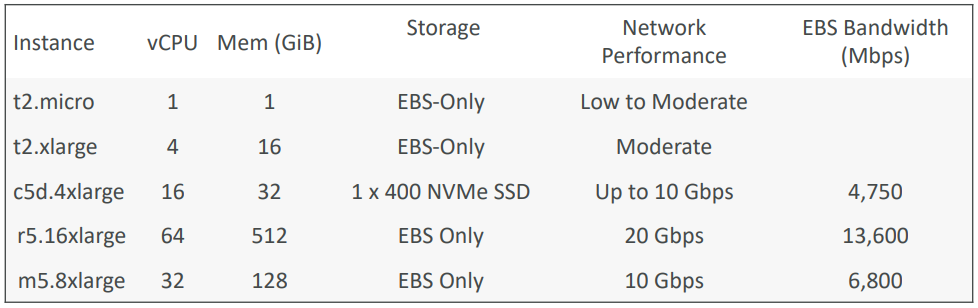 Instance vCPU Mem (GiB) Storage Network Performance EBS Bandwidth (Mbps)
t2.micro 1 1 EBS-Only Low to Moderate
t2.xlarge 4 16 EBS-Only Moderate
c5d.4xlarge 16 32 1 x 400 NVMe SSD Up to 10 Gbps 4,750
r5.16xlarge 64 512 EBS Only 20 Gbps 13,600
m5.8xlarge 32 128 EBS Only 10 Gbps 6,800